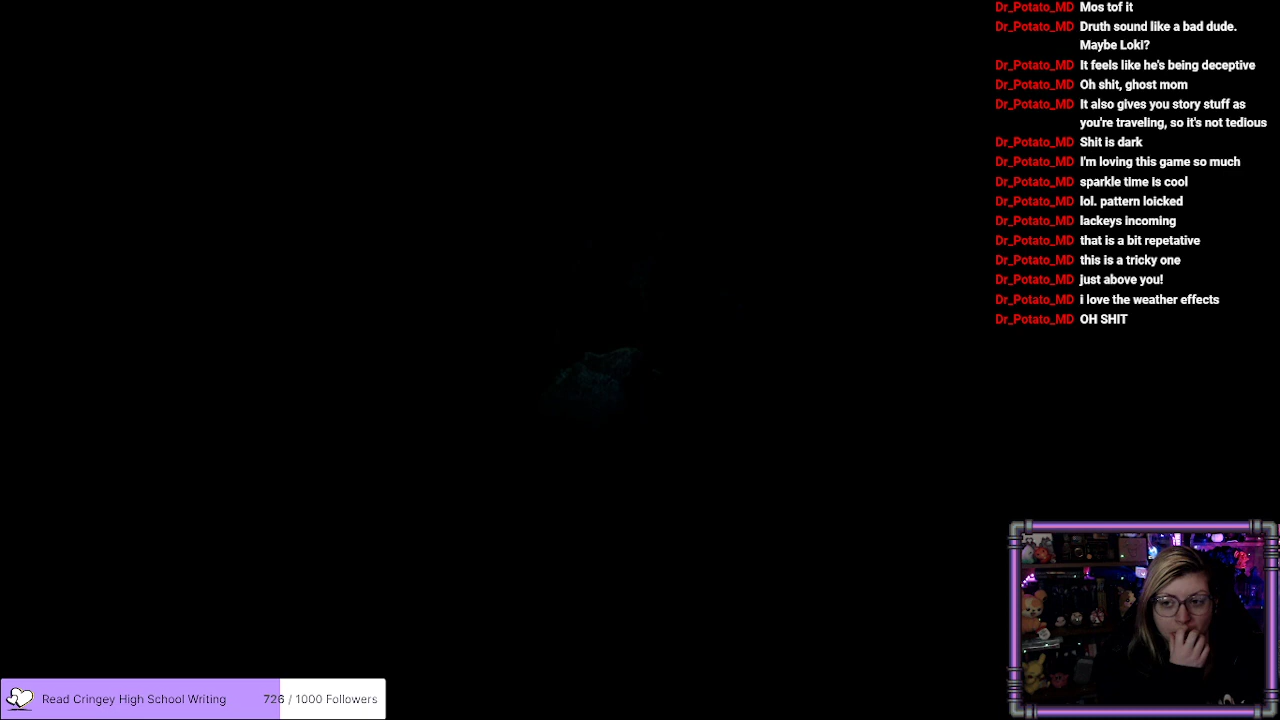 Dr_Potato_MD Mos tof it
Dr_Potato_MD Druth sound like a bad dude.
Maybe Loki?
Dr_Potato_MD It feels like he's being deceptive
Dr_Potato_MD Oh shit, ghost mom
Dr_Potato_MD It also gives you story stuff as
you're traveling, so it's not tedious
Dr_Potato_MD Shit is dark
Dr_Potato_MD I'm loving this game so much
Dr_Potato_MD sparkle time is cool
Dr_Potato_MD lol. pattern loicked
Dr_Potato_MD lackeys incoming
Dr_Potato_MD that is a bit repetative
Dr_Potato_MD this is a tricky one
Dr_Potato_MD just above you!
Dr_Potato_MD i love the weather effects
Dr_Potato_MD OH SHIT
Read Cringey High School Writing 726 / 1000 Followers